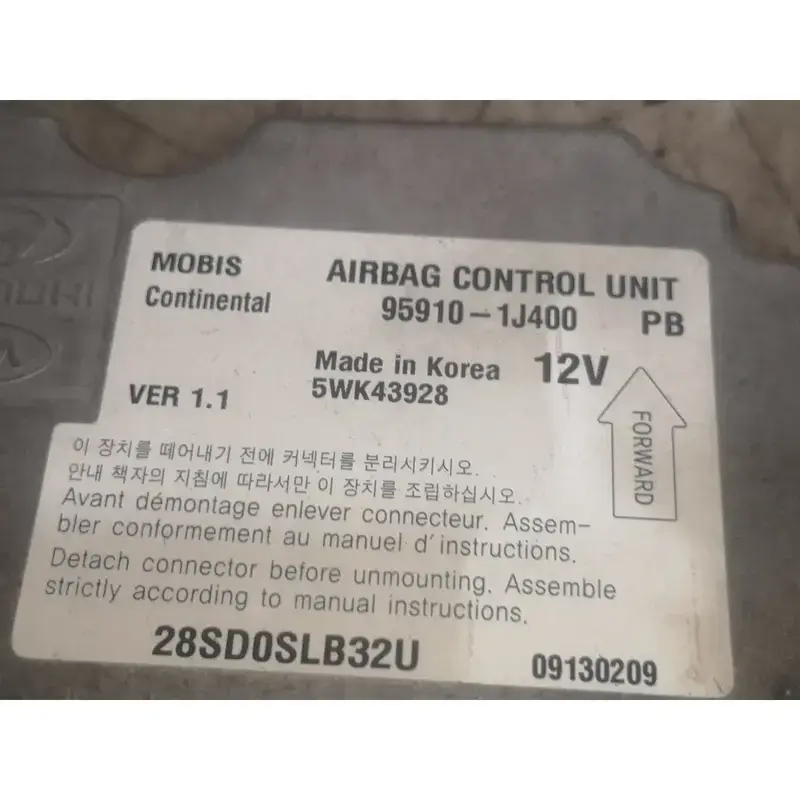 MOBIS
Continental
AIRBAG CONTROL UNIT
95910-1J400 PB
Made in Korea 12V
5WK43928
VER 1.1
FORWARD
이 장치를 떼어내기 전에 커넥터를 분리시키시오.
안내 책자의 지침에 따라서만 이 장치를 조립하십시오.
Avant démontage enlever connecteur. Assem-
bler conformement au manuel d'instructions.
Detach connector before unmounting. Assemble
strictly according to manual instructions.
28SD0SLB32U
09130209